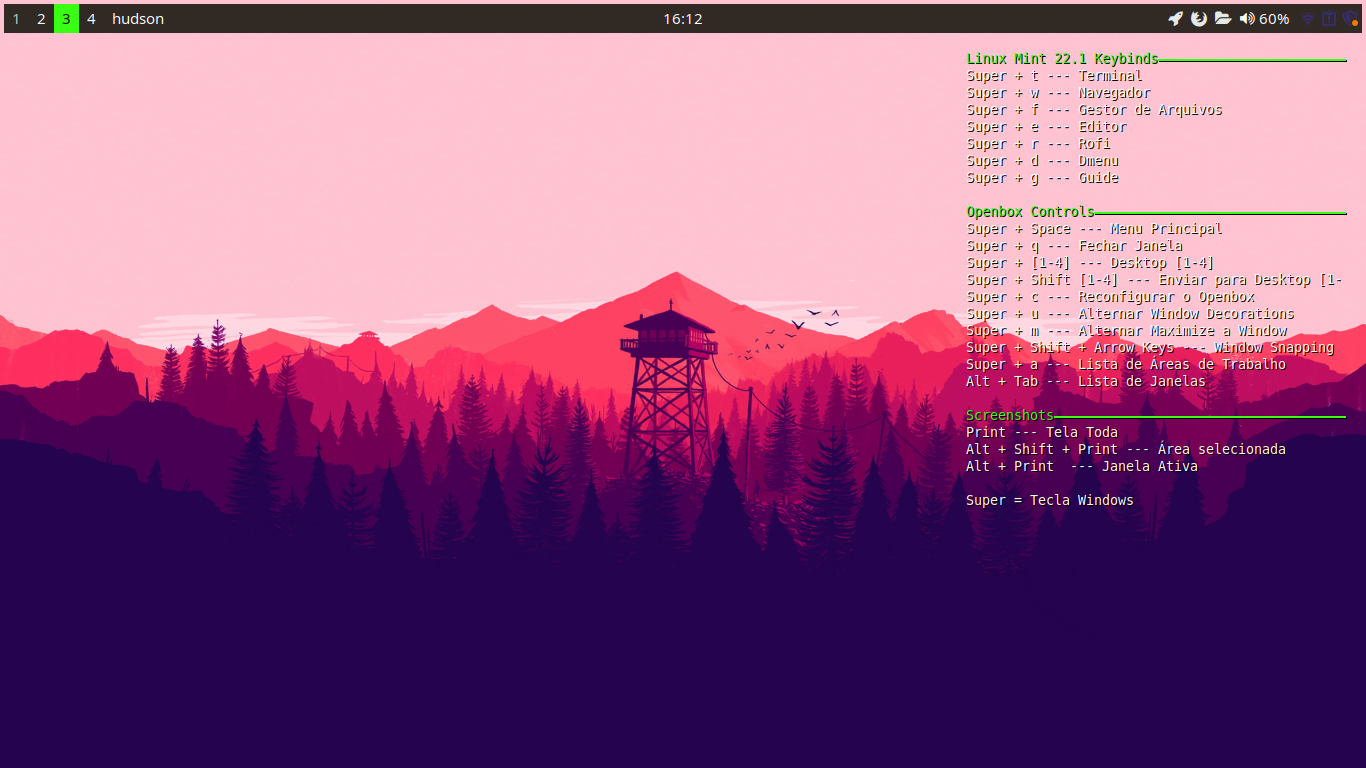 1 2 3 4 hudson 16:12 60%
Linux Mint 22.1 Keybinds
Super + t --- Terminal
Super + w --- Navegador
Super + f --- Gestor de Arquivos
Super + e --- Editor
Super + r --- Rofi
Super + d --- Dmenu
Super + g --- Guide
Openbox Controls
Super + Space --- Menu Principal
Super + q --- Fechar Janela
Super + [1-4] --- Desktop [1-4]
Super + Shift [1-4] --- Enviar para Desktop [1-
Super + c --- Reconfigurar o Openbox
Super + u --- Alternar Window Decorations
Super + m --- Alternar Maximize a Window
Super + Shift + Arrow Keys --- Window Snapping
Super + a --- Lista de Áreas de Trabalho
Alt + Tab --- Lista de Janelas
Screenshots
Print --- Tela Toda
Alt + Shift + Print --- Área selecionada
Alt + Print  --- Janela Ativa
Super = Tecla Windows